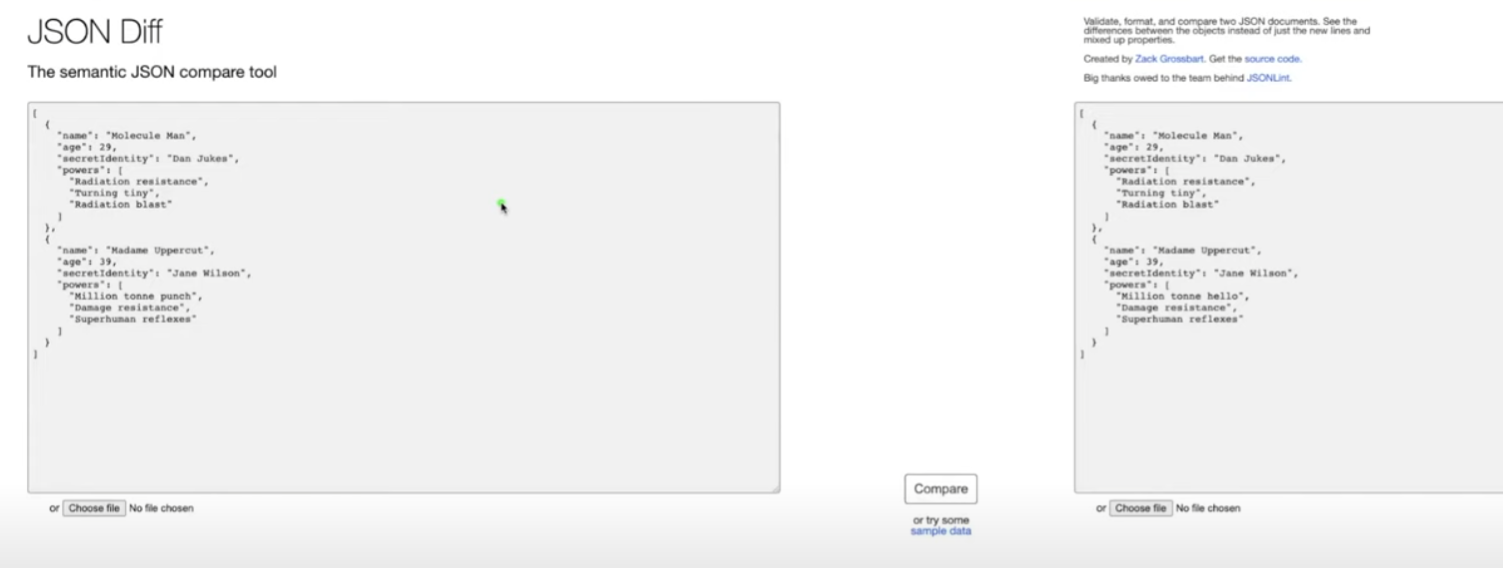 JSON Diff
The semantic JSON compare tool
Validate, format, and compare two JSON documents. See the
differences between the objects instead of just the new lines and
mixed up properties.
Created by Zack Grossbart. Get the source code.
Big thanks owed to the team behind JSONLint.
[
{
"name": "Molecule Man",
"age": 29,
"secretIdentity": "Dan Jukes",
"powers": [
"Radiation resistance",
"Turning tiny",
"Radiation blast"
]
},
{
"name": "Madame Uppercut",
"age": 39,
"secretIdentity": "Jane Wilson",
"powers": [
"Million tonne punch",
"Damage resistance",
"Superhuman reflexes"
]
}
]
or Choose file No file chosen
Compare
or try some
sample data
[
{
"name": "Molecule Man",
"age": 29,
"secretIdentity": "Dan Jukes",
"powers": [
"Radiation resistance",
"Turning tiny",
"Radiation blast"
]
},
{
"name": "Madame Uppercut",
"age": 39,
"secretIdentity": "Jane Wilson",
"powers": [
"Million tonne hello",
"Damage resistance",
"Superhuman reflexes"
]
}
]
or Choose file No file chosen